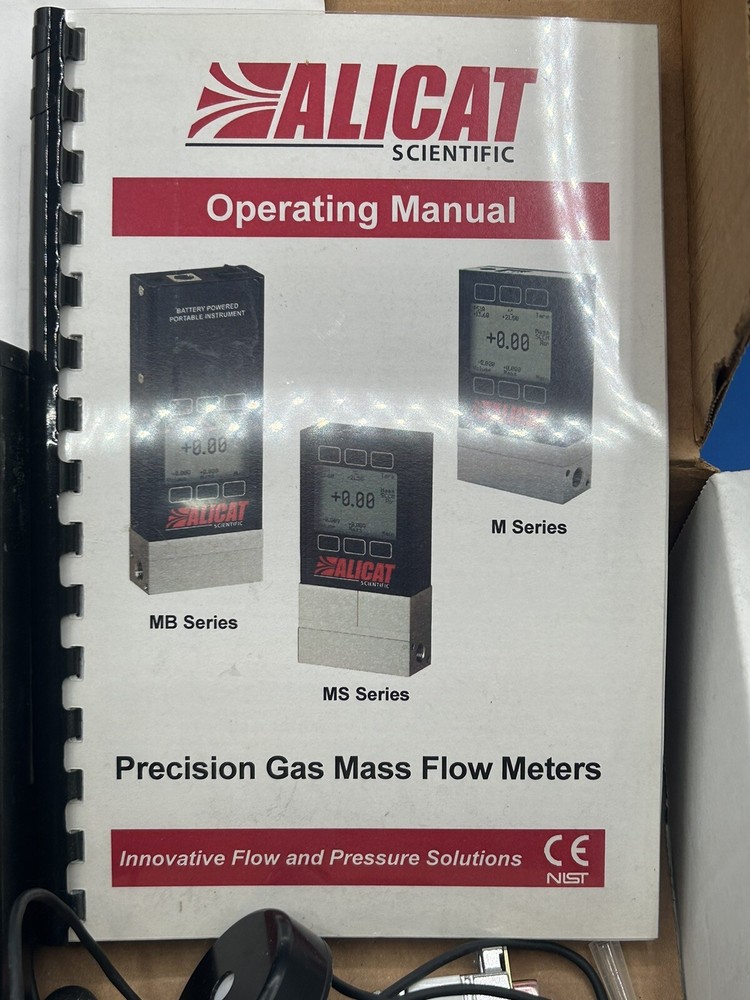 ALICAT
SCIENTIFIC
Operating Manual
BATTERY POWERED
PORTABLE INSTRUMENT
+0.00
ALICAT
SCIENTIFIC
MB Series
+0.00
ALICAT
SCIENTIFIC
MS Series
+0.00
M Series
Precision Gas Mass Flow Meters
Innovative Flow and Pressure Solutions
CE
NIST